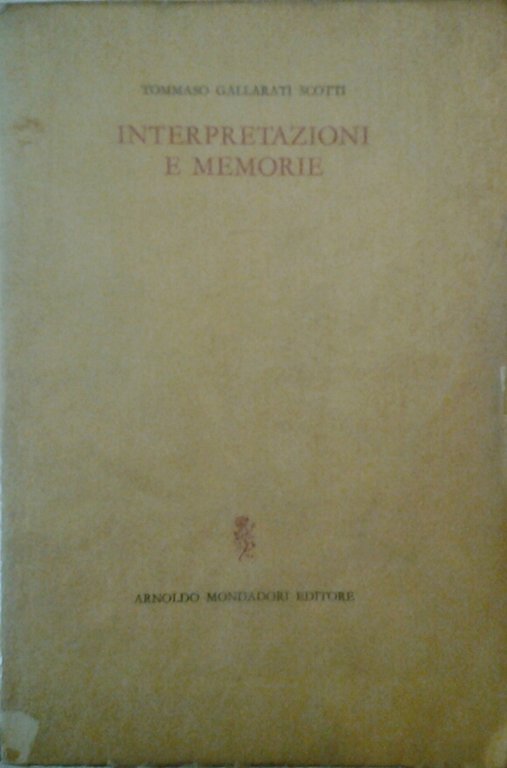 TOMMASO GALLARATI SCOTTI
INTERPRETAZIONI
E MEMORIE
ARNOLDO MONDADORI EDITORE